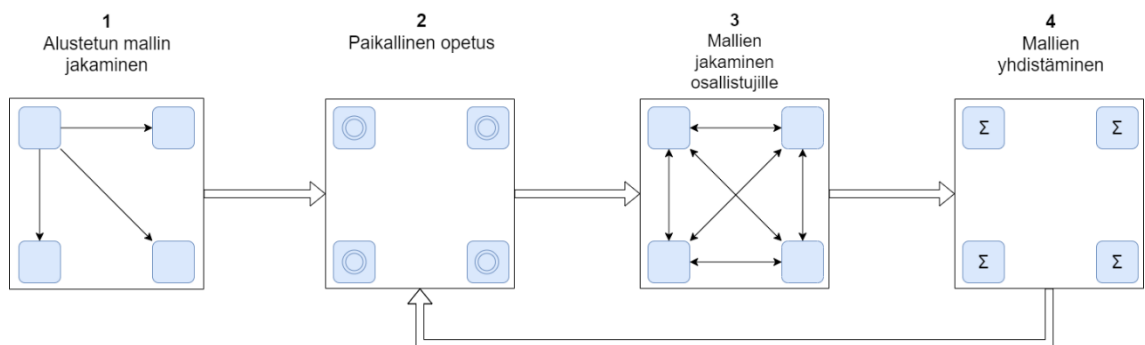 1
Alustetun mallin
jakaminen
2
Paikallinen opetus
3
Mallien
jakaminen
osallistujille
4
Mallien
yhdistäminen
Σ Σ
Σ Σ